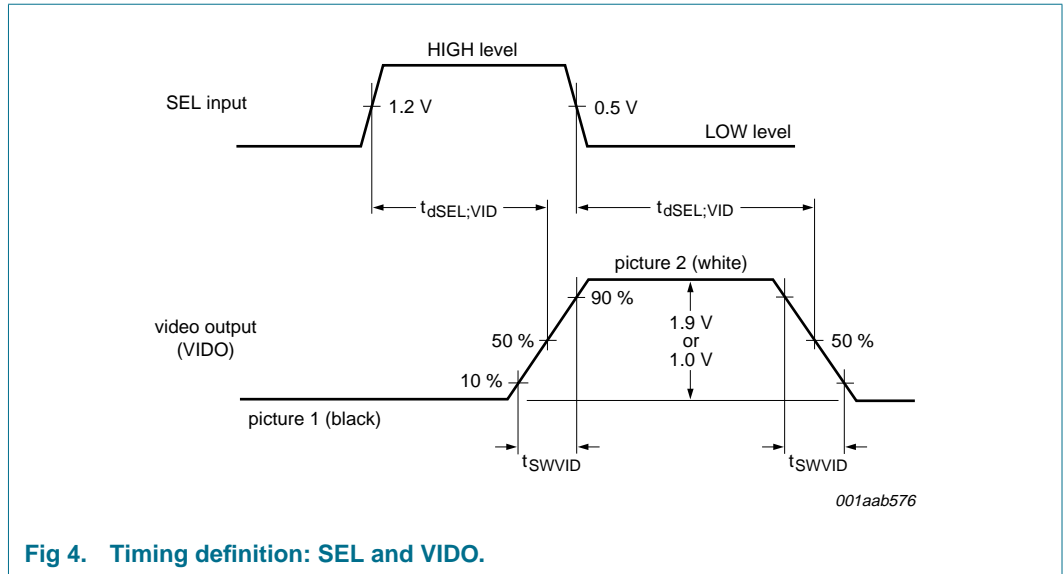 HIGH level
SEL input
1.2 V
0.5 V
LOW level
tdSEL;VID
tdSEL;VID
picture 2 (white)
90 %
video output
(VIDO)
50 %
1.9 V
or
1.0 V
50 %
10 %
picture 1 (black)
tSWVID
tSWVID
001aab576
Fig 4. Timing definition: SEL and VIDO.